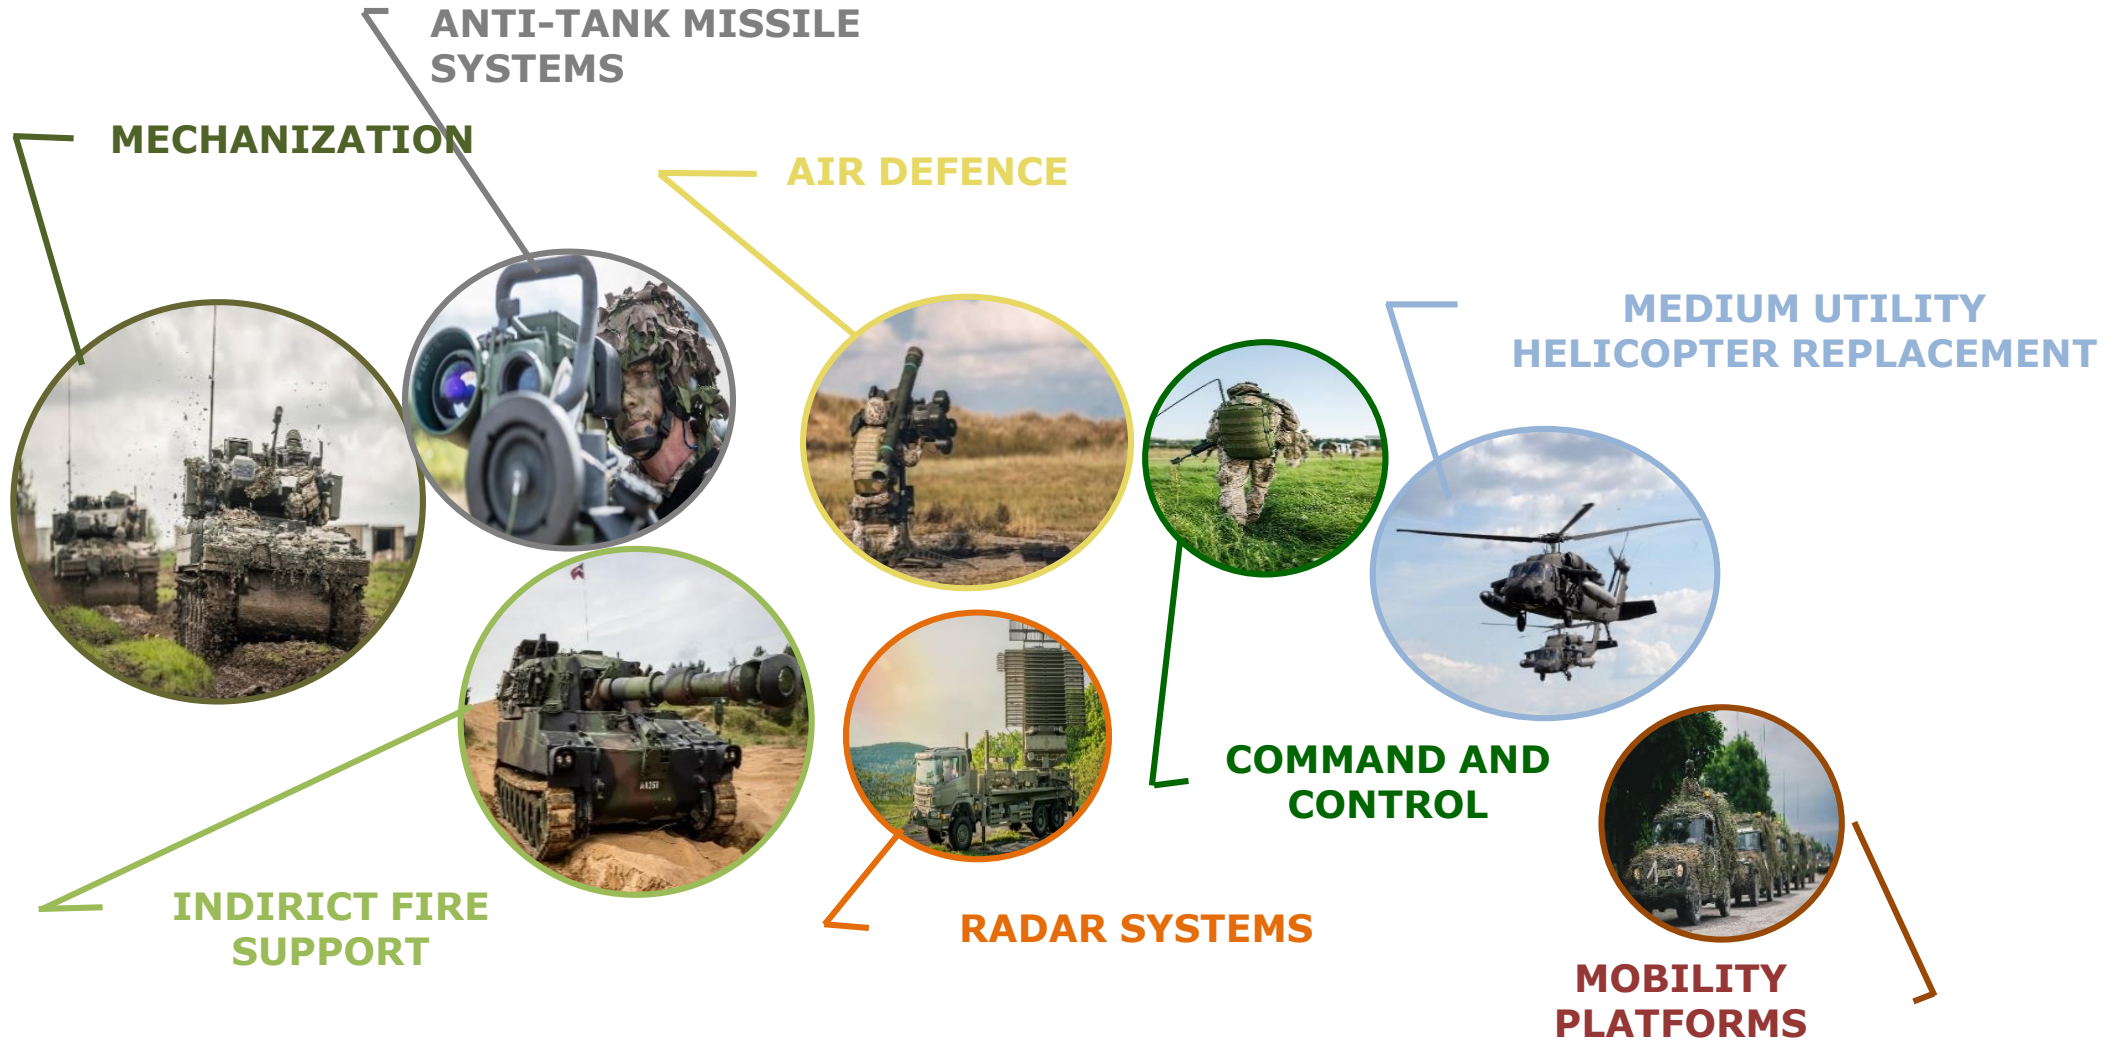 ANTI-TANK MISSILE
SYSTEMS
MECHANIZATION
AIR DEFENCE
MEDIUM UTILITY
HELICOPTER REPLACEMENT
COMMAND AND
CONTROL
INDIRICT FIRE
SUPPORT
RADAR SYSTEMS
MOBILITY
PLATFORMS